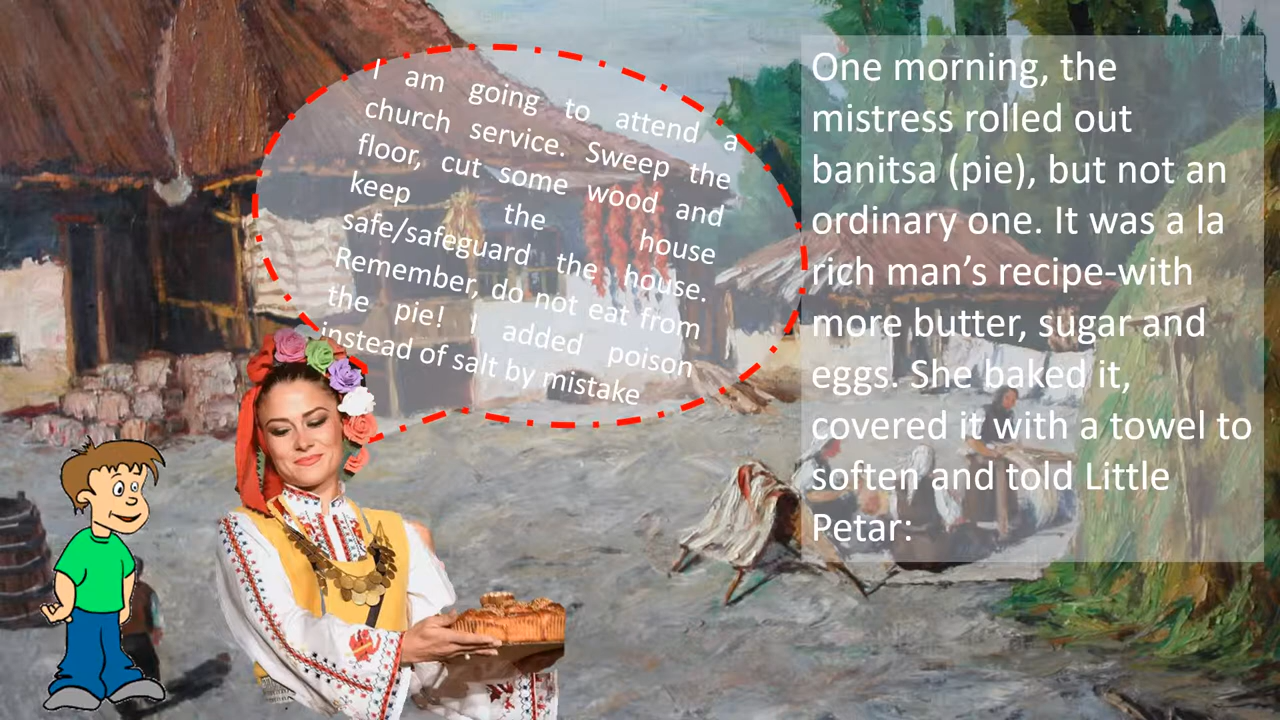 One morning, the
mistress rolled out
banitsa (pie), but not an
ordinary one. It was a la
rich man’s recipe-with
more butter, sugar and
eggs. She baked it,
covered it with a towel to
soften and told Little
Petar:
I am going to attend a
church service. Sweep the
floor, cut some wood and
keep the house
safe/safeguard the house.
Remember, do not eat from
the pie! I added poison
instead of salt by mistake